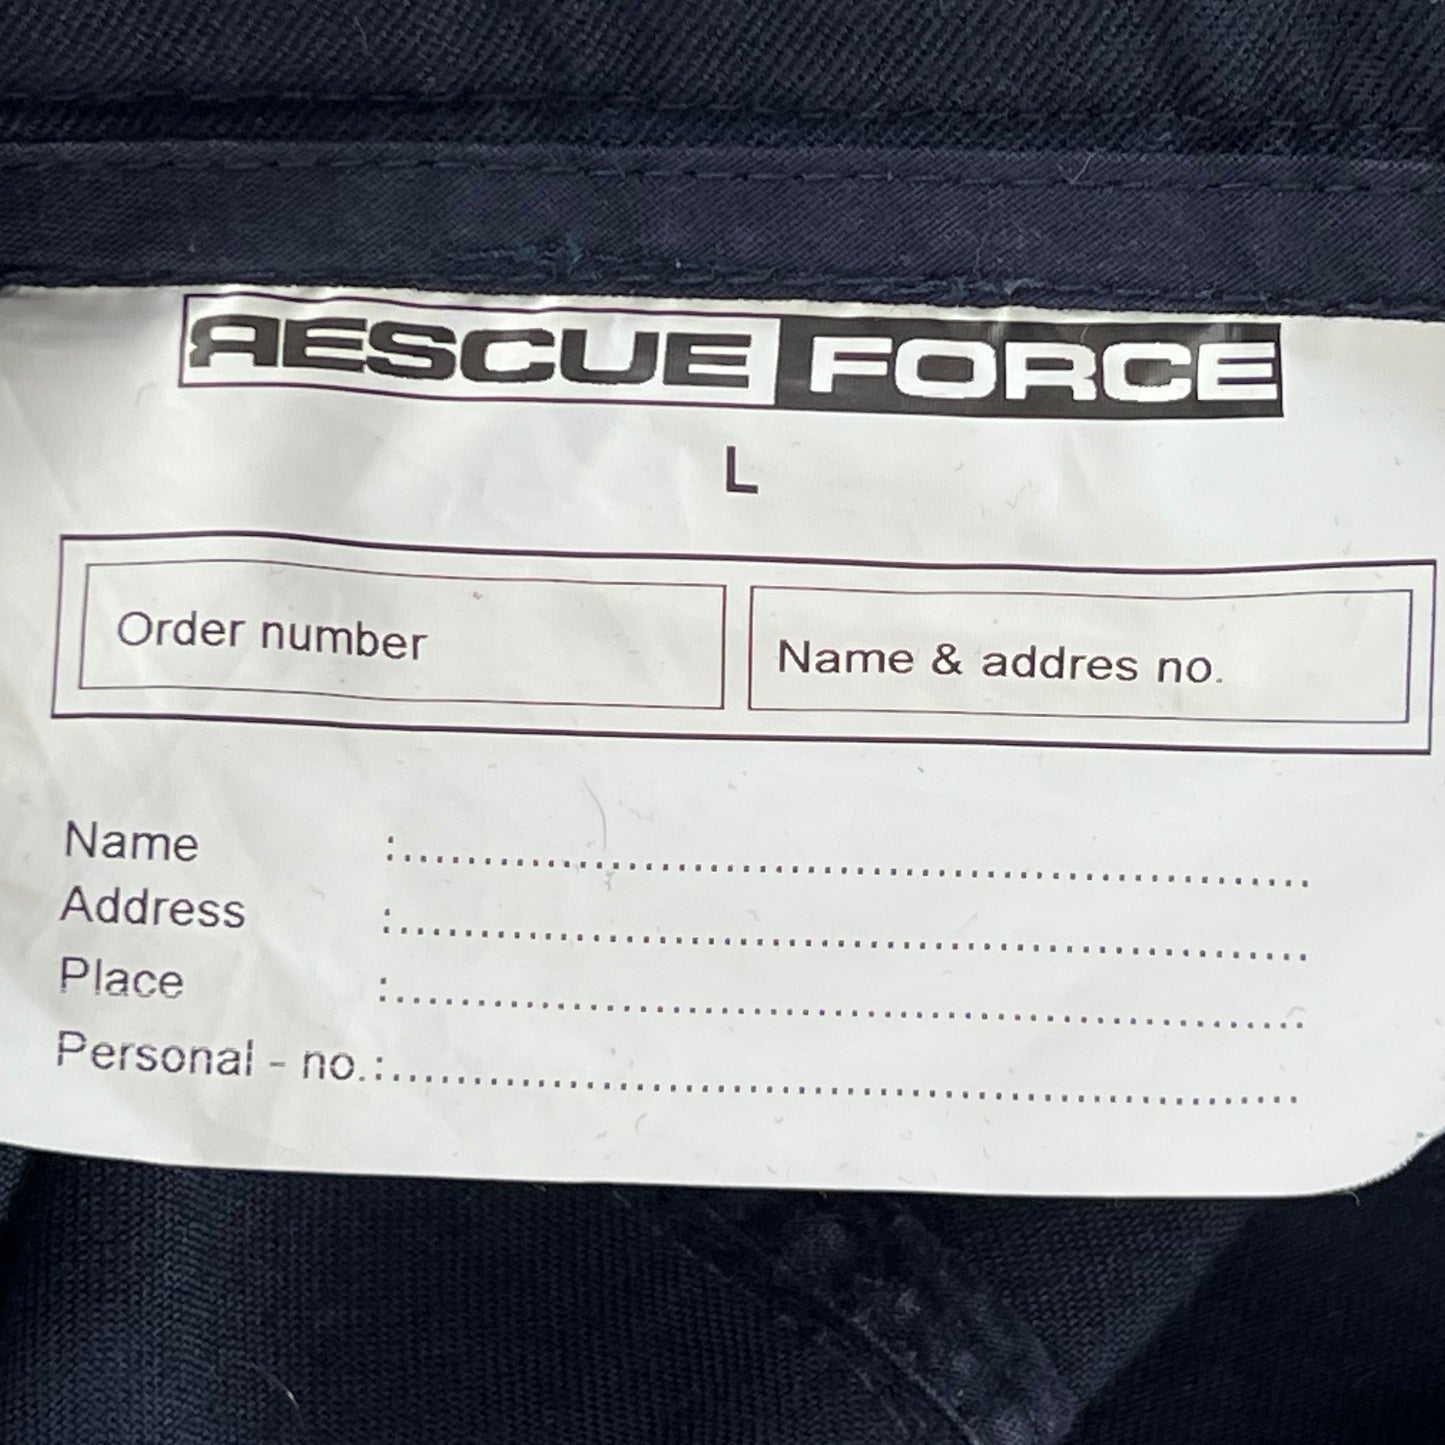 RESCUE FORCE
L
Order number
Name & addres no.
Name :................................................................
Address :................................................................
Place :................................................................
Personal - no.:................................................................